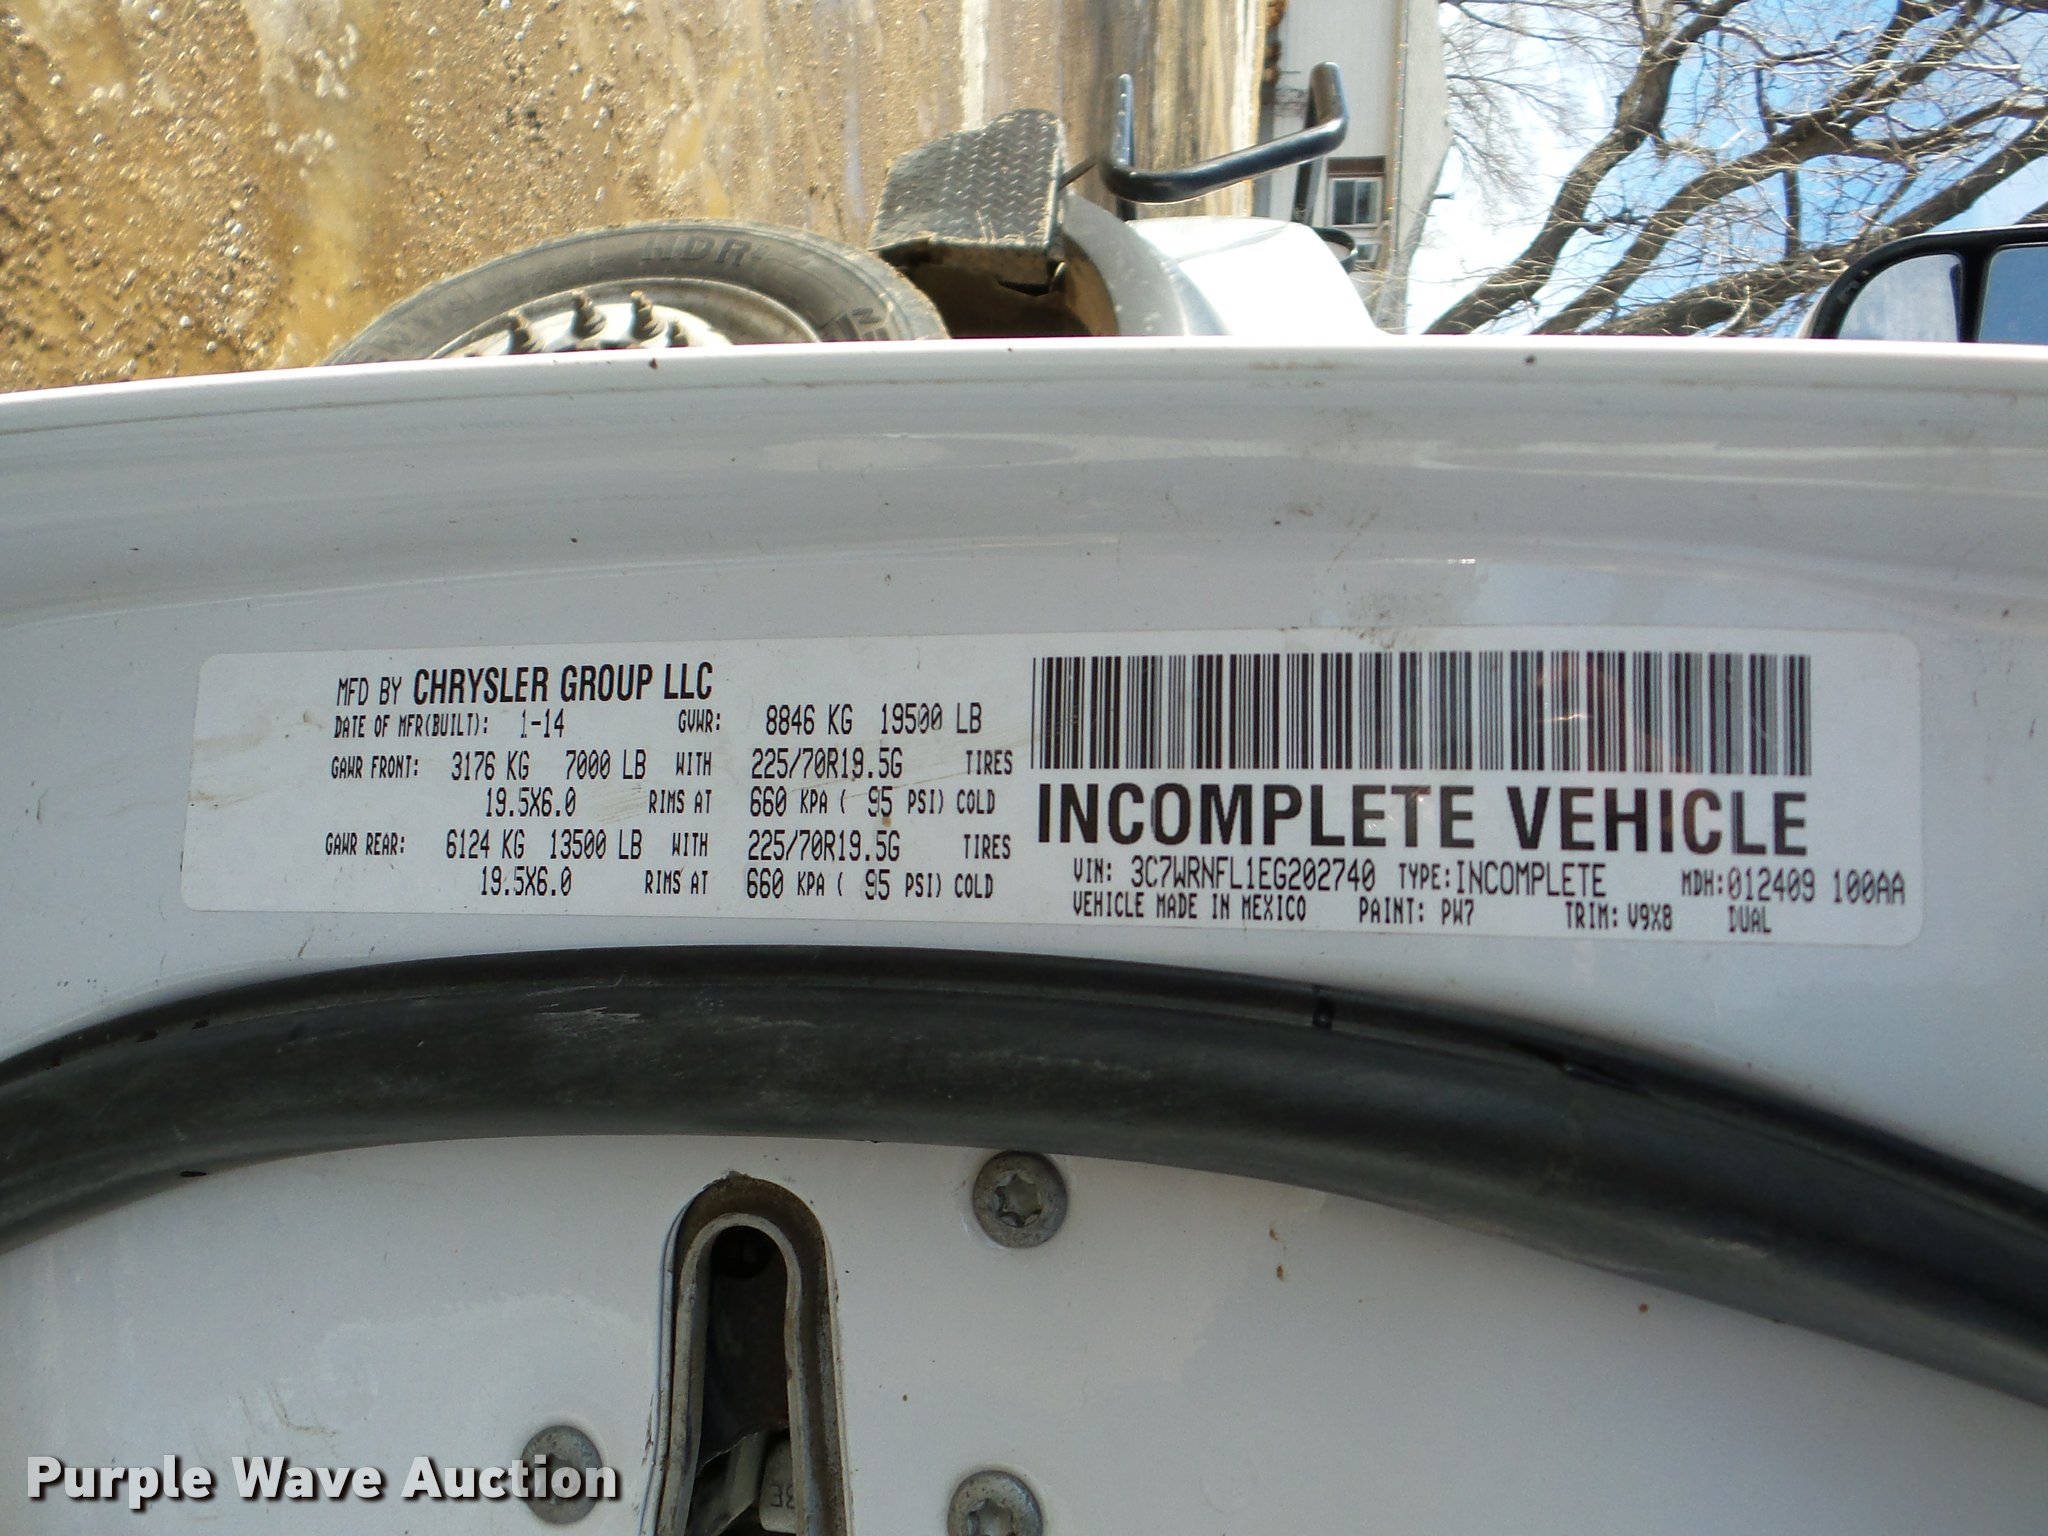 NDR
MFD BY CHRYSLER GROUP LLC
DATE OF MFR(BUILT): 1-14 GVWR: 8846 KG 19500 LB
GAWR FRONT: 3176 KG 7000 LB WITH 225/70R19.5G TIRES
19.5X6.0 RIMS AT 660 KPA ( 95 PSI) COLD
GAWR REAR: 6124 KG 13500 LB WITH 225/70R19.5G TIRES
19.5X6.0 RIMS AT 660 KPA ( 95 PSI) COLD
INCOMPLETE VEHICLE
VIN: 3C7WRNFL1EG202740 TYPE:INCOMPLETE MDH:012409 100AA
VEHICLE MADE IN MEXICO PAINT: PW7 TRIM: V9X8 DUAL
Purple Wave Auction